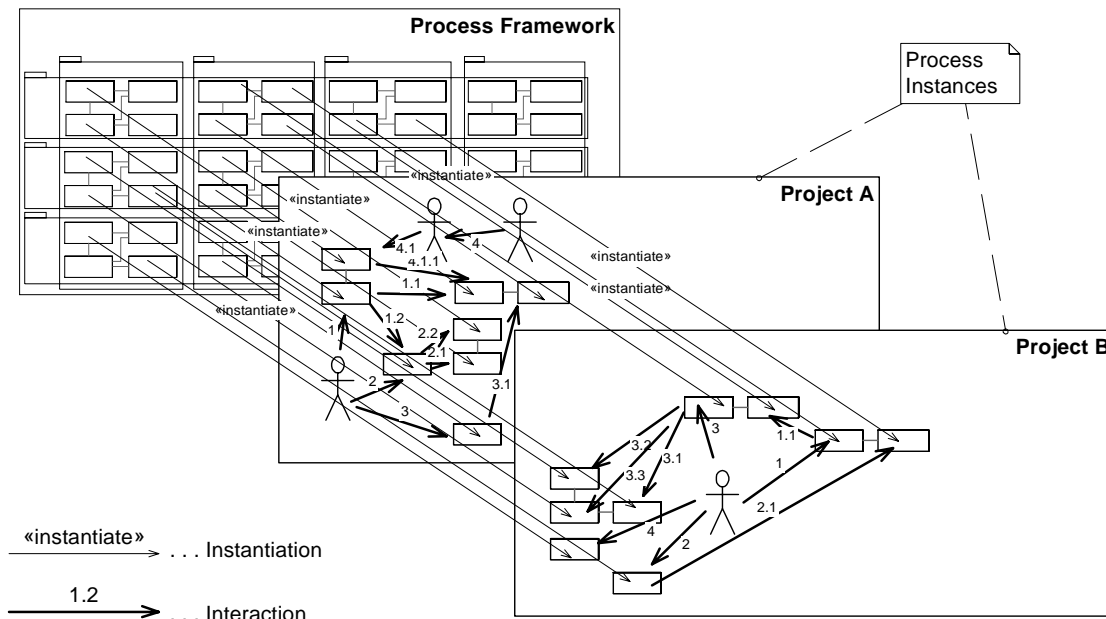 Process Framework
Process
Instances
«instantiate»
Project A
«instantiate»
«instantiate»
4
4.1
4.1.1
«instantiate»
1.1
«instantiate»
«instantiate»
1
1.2
2.2
2.1
Project B
2
3.1
3
3
1.1
3.2
3.1
3.3
1
2.1
4
2
«instantiate»
. . . Instantiation
1.2
. . . Interaction